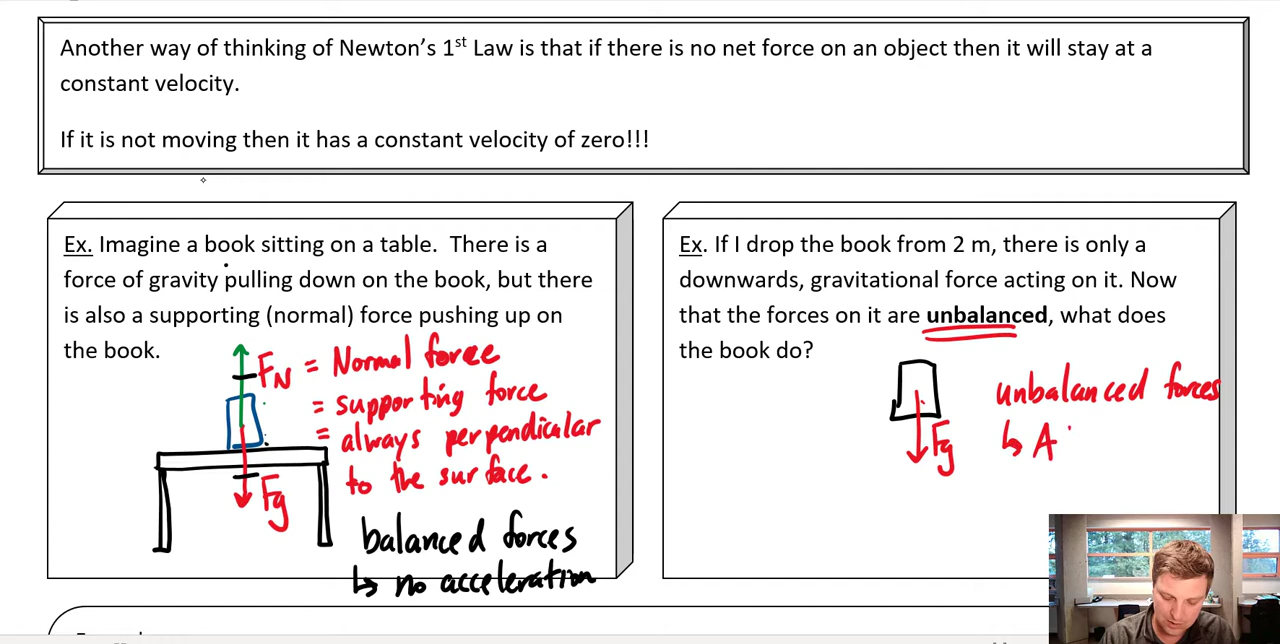 Another way of thinking of Newton's 1st Law is that if there is no net force on an object then it will stay at a
constant velocity.
If it is not moving then it has a constant velocity of zero!!!
Ex. Imagine a book sitting on a table. There is a
force of gravity pulling down on the book, but there
is also a supporting (normal) force pushing up on
the book.
FN = Normal force
= supporting force
= always perpendicular
to the surface.
Fg
balanced forces
↳ no acceleration
Ex. If I drop the book from 2 m, there is only a
downwards, gravitational force acting on it. Now
that the forces on it are unbalanced, what does
the book do?
unbalanced forces
↳ A
Fg